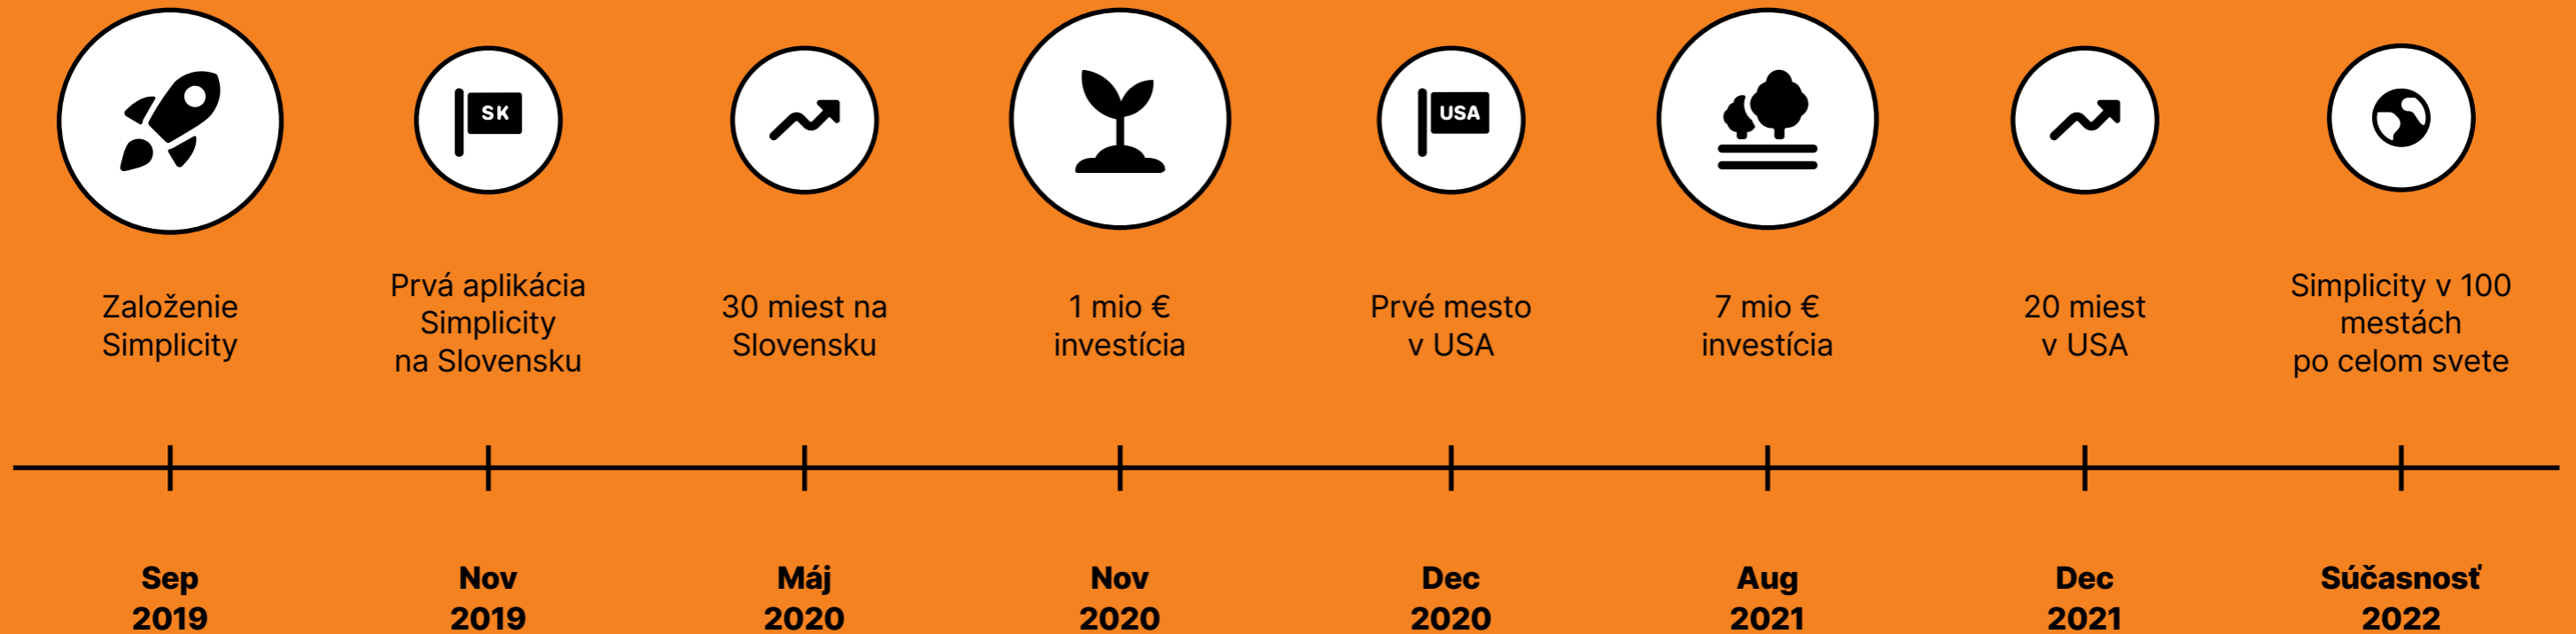 SK
USA
Založenie
Simplicity
Prvá aplikácia
Simplicity
na Slovensku
30 miest na
Slovensku
1 mio €
investícia
Prvé mesto
v USA
7 mio €
investícia
20 miest
v USA
Simplicity v 100
mestách
po celom svete
Sep
2019
Nov
2019
Máj
2020
Nov
2020
Dec
2020
Aug
2021
Dec
2021
Súčasnosť
2022